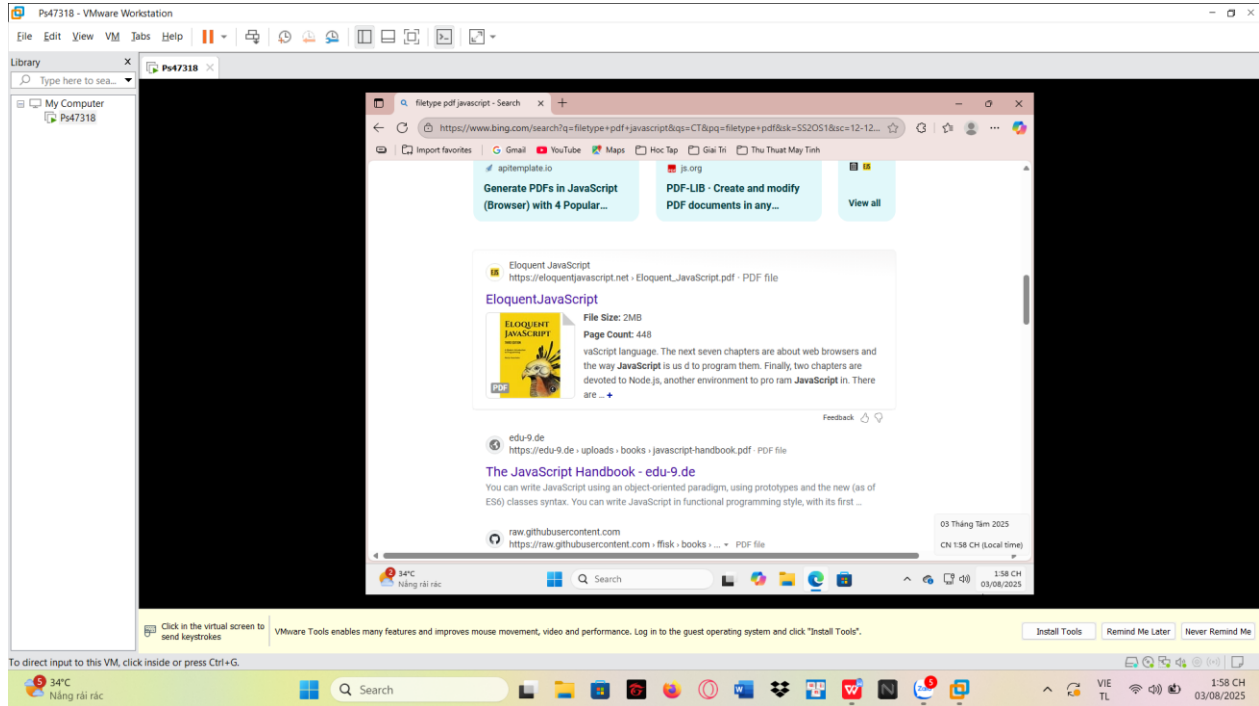 Ps47318 - VMware Workstation
File Edit View VM Tabs Help
Library X
Type here to sea...
My Computer
Ps47318
Ps47318
filetype pdf javascript - Search
https://www.bing.com/search?q=filetype+pdf+javascript&qs=CT&pq=filetype+pdf&sk=SS2OS1&sc=12-12...
Import favorites Gmail YouTube Maps Hoc Tap Giai Tri Thu Thuat May Tinh
apitemplate.io
Generate PDFs in JavaScript
(Browser) with 4 Popular...
js.org
PDF-LIB · Create and modify
PDF documents in any...
View all
Eloquent JavaScript
https://eloquentjavascript.net › Eloquent_JavaScript.pdf · PDF file
EloquentJavaScript
ELOQUENT
JAVASCRIPT
PDF
File Size: 2MB
Page Count: 448
vaScript language. The next seven chapters are about web browsers and
the way JavaScript is us d to program them. Finally, two chapters are
devoted to Node.js, another environment to pro ram JavaScript in. There
are ... +
Feedback
edu-9.de
https://edu-9.de › uploads › books › javascript-handbook.pdf · PDF file
The JavaScript Handbook - edu-9.de
You can write JavaScript using an object-oriented paradigm, using prototypes and the new (as of
ES6) classes syntax. You can write JavaScript in functional programming style, with its first ...
raw.githubusercontent.com
https://raw.githubusercontent.com › ffisk › books › ... PDF file
03 Tháng Tám 2025
CN 1:58 CH (Local time)
2
34°C
Nắng rải rác
Search
1:58 CH
03/08/2025
Click in the virtual screen to
send keystrokes
VMware Tools enables many features and improves mouse movement, video and performance. Log in to the guest operating system and click "Install Tools".
Install Tools Remind Me Later Never Remind Me
To direct input to this VM, click inside or press Ctrl+G.
5
34°C
Nắng rải rác
Search
Zalo
5
VIE
TL
1:58 CH
03/08/2025